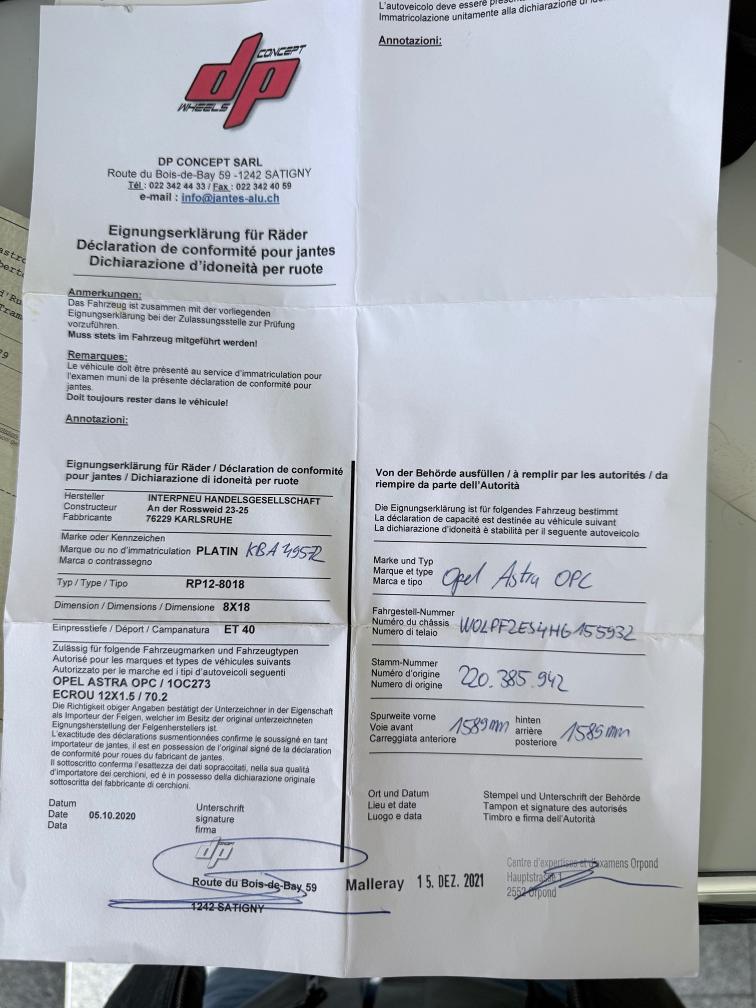 L'autoveicolo deve essere
Immatricolazione unitamente alla dichiarazione di
Annotazioni:
dp
CONCEPT
WHEELS
DP CONCEPT SARL
Route du Bois-de-Bay 59 -1242 SATIGNY
Tél : 022 342 44 33 / Fax : 022 342 40 59
e-mail : info@jantes-alu.ch
Eignungserklärung für Räder
Déclaration de conformité pour jantes
Dichiarazione d'idoneità per ruote
Anmerkungen:
Das Fahrzeug ist zusammen mit der vorliegenden
Eignungserklärung bei der Zulassungsstelle zur Prüfung
vorzuführen.
Muss stets im Fahrzeug mitgeführt werden!
Remarques:
Le véhicule doit être présenté au service d'immatriculation pour
l'examen muni de la présente déclaration de conformité pour
jantes.
Doit toujours rester dans le véhicule!
Annotazioni:
Eignungserklärung für Räder / Déclaration de conformité
pour jantes / Dichiarazione di idoneità per ruote
Hersteller INTERPNEU HANDELSGESELLSCHAFT
Constructeur An der Rossweid 23-25
Fabbricante 76229 KARLSRUHE
Marke oder Kennzeichen
Marque ou no d'immatriculation PLATIN KBA 49572
Marca o contrassegno
Typ / Type / Tipo RP12-8018
Dimension / Dimensions / Dimensione 8X18
Einpresstiefe / Déport / Campanatura ET 40
Zulässig für folgende Fahrzeugmarken und Fahrzeugtypen
Autorisé pour les marques et types de véhicules suivants
Autorizzato per le marche ed i tipi d'autoveicoli seguenti
OPEL ASTRA OPC / 1OC273
ECROU 12X1.5 / 70.2
Die Richtigkeit obiger Angaben bestätigt der Unterzeichner in der Eigenschaft
als Importeur der Felgen, welcher im Besitz der original unterzeichneten
Eignungsherstellung der Felgenherstellers ist.
L'exactitude des déclarations susmentionnées confirme le soussigné en tant
importateur de jantes, il est en possession de l'original signé de la déclaration
de conformité pour roues du fabricant de jantes.
Il sottoscritto conferma l'esattezza dei dati sopraccitati, nella sua qualità
d'importatore dei cerchioni, ed è in possesso della dichiarazione originale
sottoscritta del fabbricante di cerchioni.
Datum
Date 05.10.2020
Data
Unterschrift
signature
firma
dp
Route du Bois-de-Bay 59
1242 SATIGNY
Von der Behörde ausfüllen / à remplir par les autorités / da
riempire da parte dell'Autorità
Die Eignungserklärung ist für folgendes Fahrzeug bestimmt
La déclaration de capacité est destinée au véhicule suivant
La dichiarazione d'idoneità è stabilità per il seguente autoveicolo
Marke und Typ
Marque et type Opel Astra OPC
Marca e tipo
Fahrgestell-Nummer
Numéro du châssis W0LPF2ES4HG155932
Numero di telaio
Stamm-Nummer
Numéro d'origine 220.385.942
Numero di origine
Spurweite vorne hinten
Voie avant 1589mm arrière 1589mm
Carreggiata anteriore posteriore
Ort und Datum Stempel und Unterschrift der Behörde
Lieu et date Tampon et signature des autorisés
Luogo e data Timbro e firma dell'Autorità
Malleray 15. DEZ. 2021
Centre d'expertises et d'examens Orpond
Hauptstrasse 1
2552 Orpond